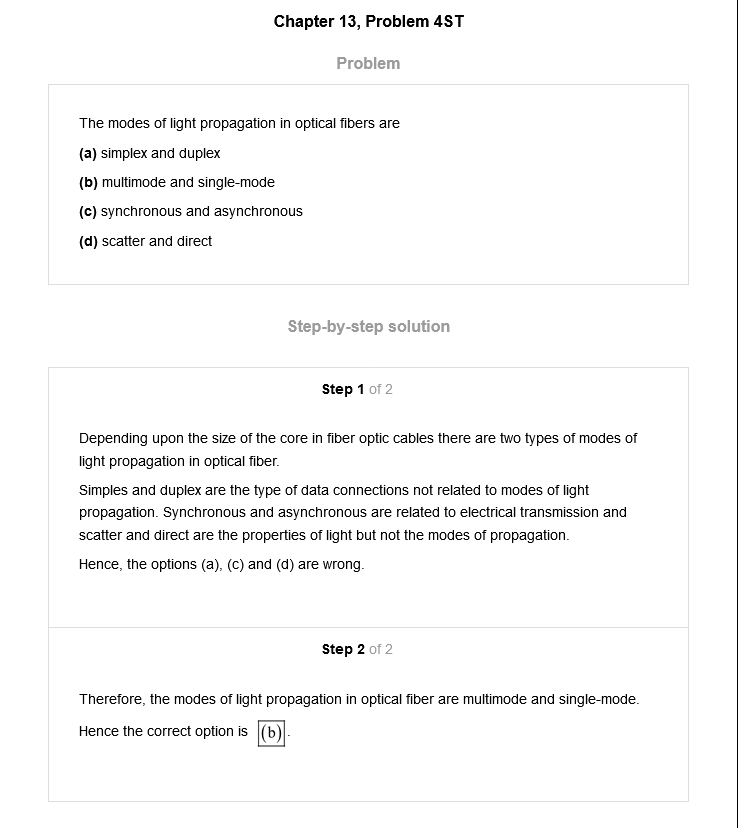 Chapter 13, Problem 4ST
Problem
The modes of light propagation in optical fibers are
(a) simplex and duplex
(b) multimode and single-mode
(c) synchronous and asynchronous
(d) scatter and direct
Step-by-step solution
Step 1 of 2
Depending upon the size of the core in fiber optic cables there are two types of modes of
light propagation in optical fiber.
Simples and duplex are the type of data connections not related to modes of light
propagation. Synchronous and asynchronous are related to electrical transmission and
scatter and direct are the properties of light but not the modes of propagation.
Hence, the options (a), (c) and (d) are wrong.
Step 2 of 2
Therefore, the modes of light propagation in optical fiber are multimode and single-mode.
Hence the correct option is (b).